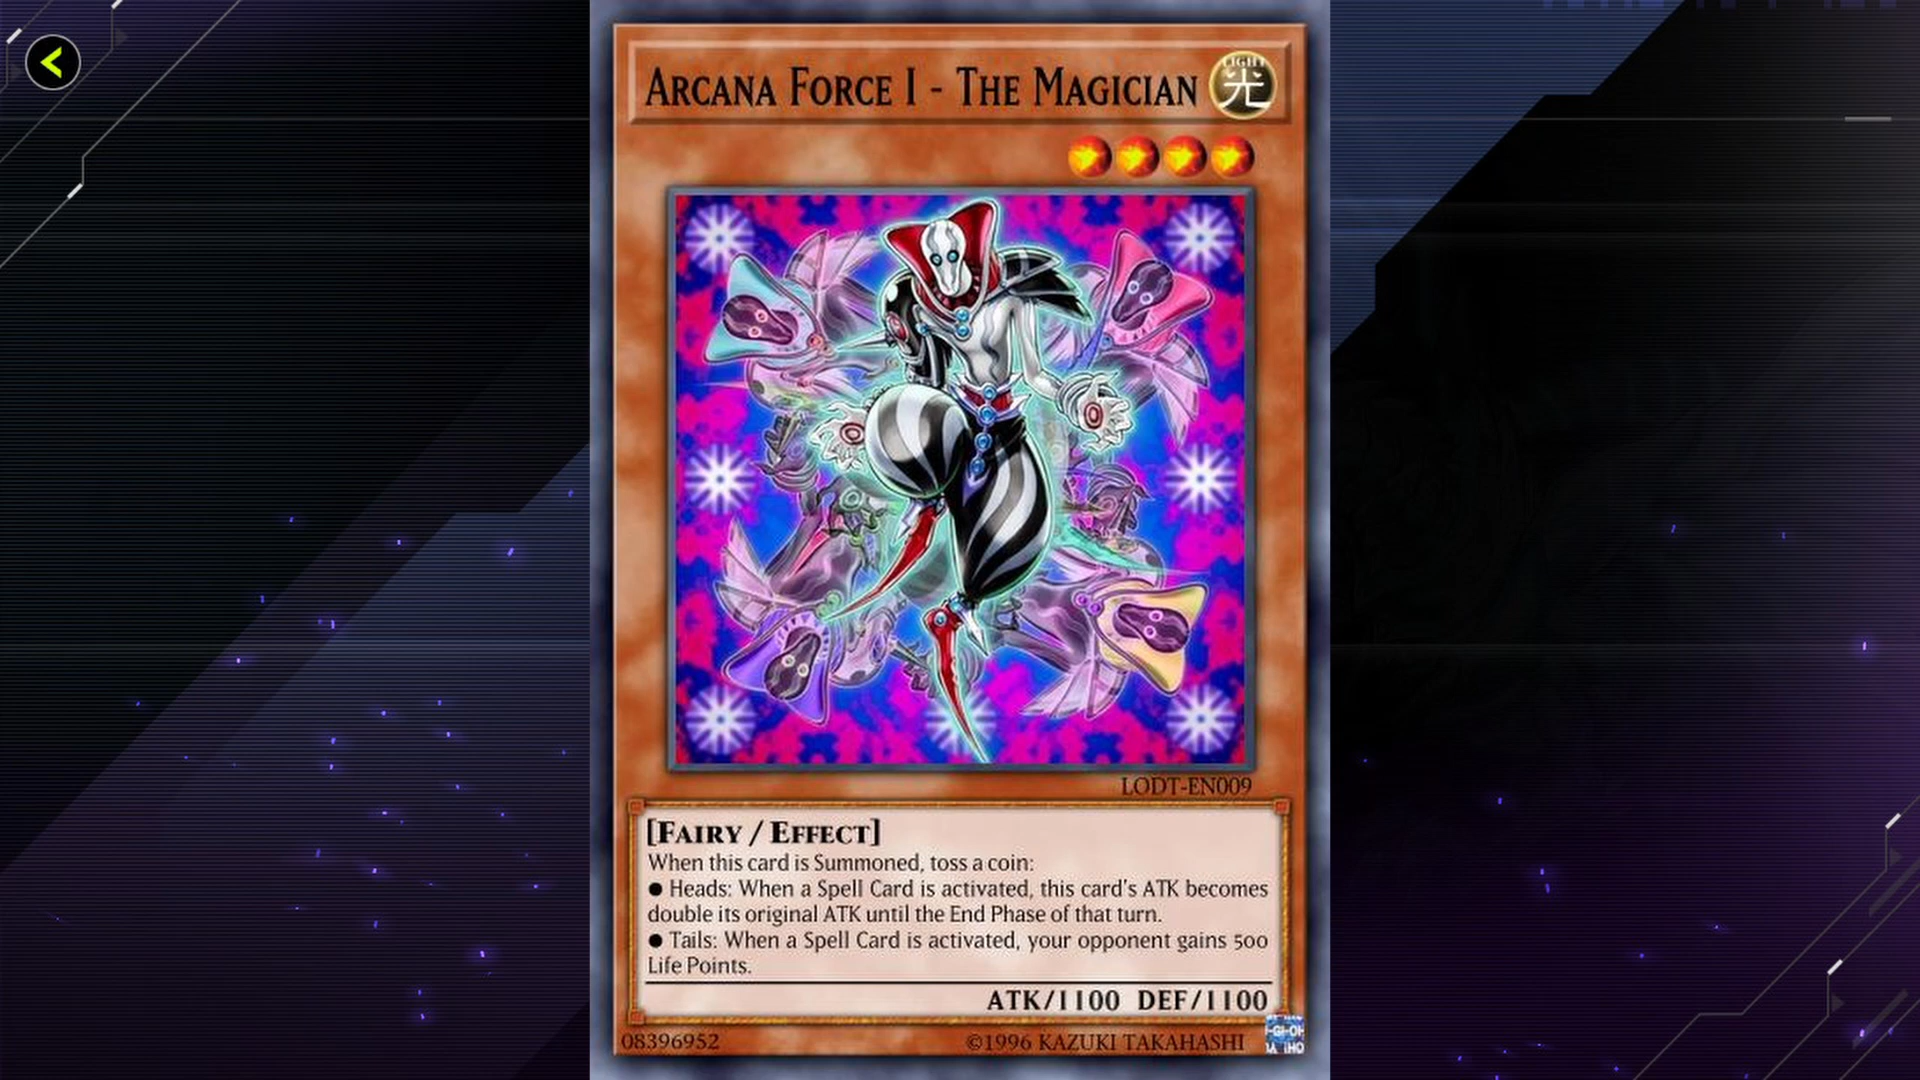 ARCANA FORCE I - THE MAGICIAN
LIGHT
光
LODT-EN009
[FAIRY / EFFECT]
When this card is Summoned, toss a coin:
● Heads: When a Spell Card is activated, this card's ATK becomes
double its original ATK until the End Phase of that turn.
● Tails: When a Spell Card is activated, your opponent gains 500
Life Points.
ATK/1100 DEF/1100
08396952
©1996 KAZUKI TAKAHASHI